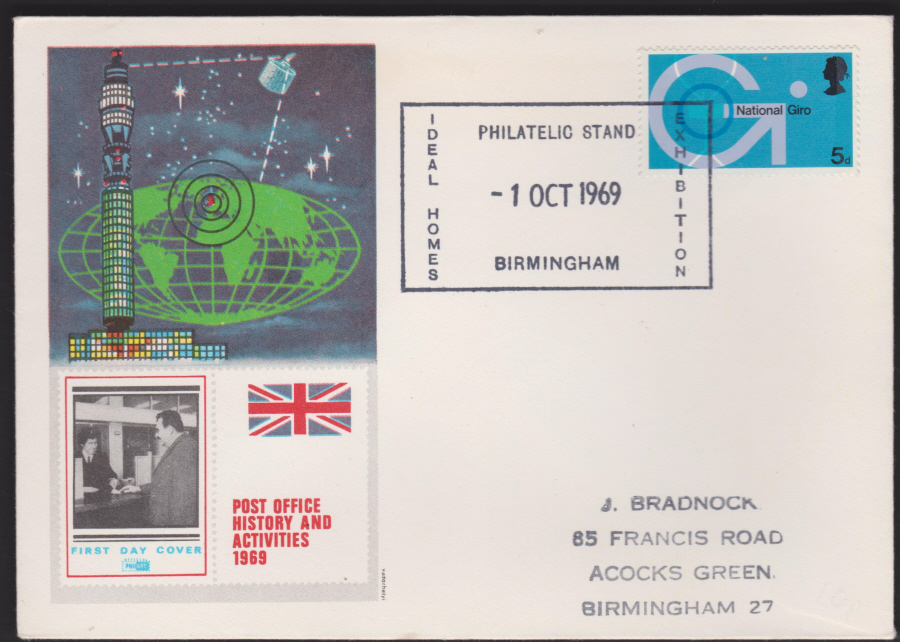 National Giro
5d
IDEAL HOMES
EXHIBITION
PHILATELIC STAND
- 1 OCT 1969
BIRMINGHAM
FIRST DAY COVER
POST OFFICE
HISTORY AND
ACTIVITIES
1969
J. BRADNOCK
85 FRANCIS ROAD
ACOCKS GREEN.
BIRMINGHAM 27